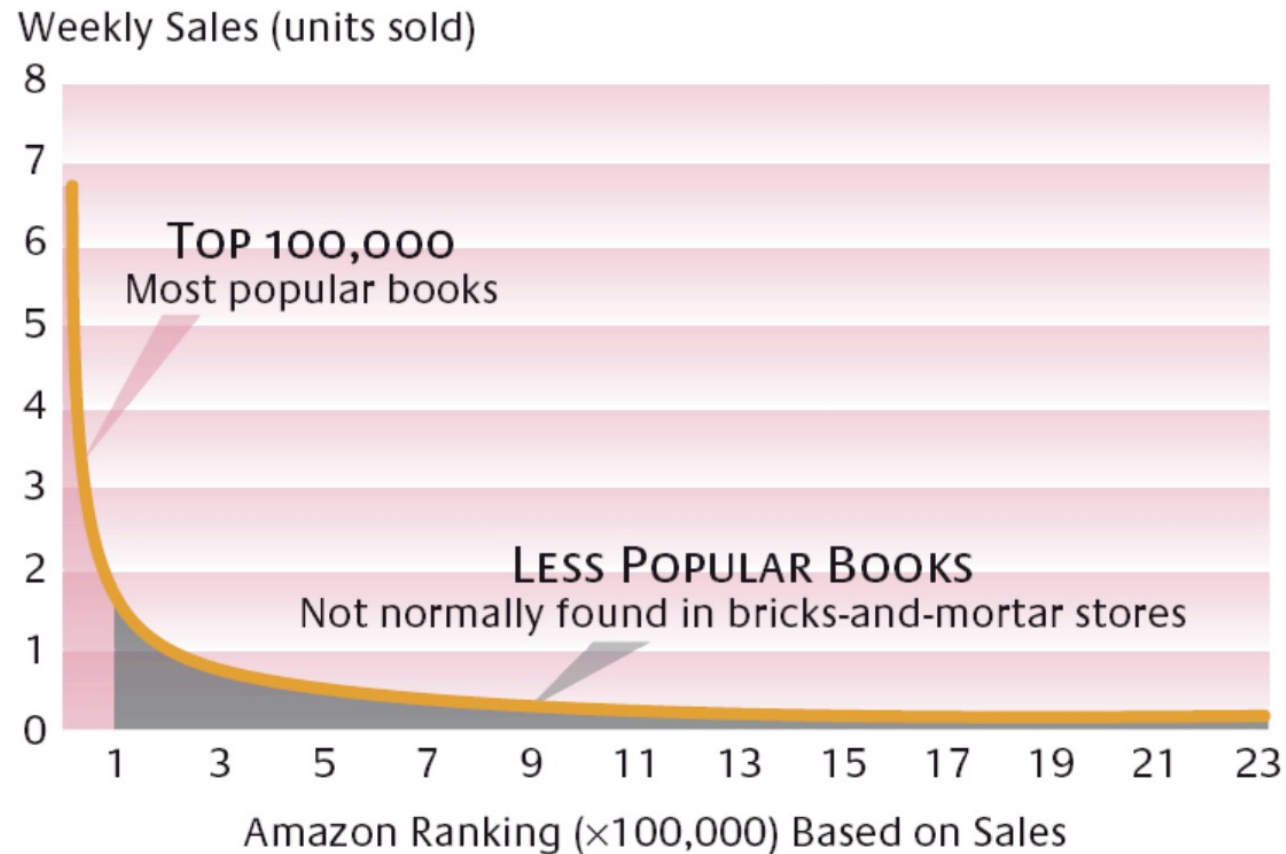 Weekly Sales (units sold)
8
7
6
5
4
3
2
1
0
Top 100,000
Most popular books
Less Popular Books
Not normally found in bricks-and-mortar stores
1 3 5 7 9 11 13 15 17 19 21 23
Amazon Ranking (×100,000) Based on Sales